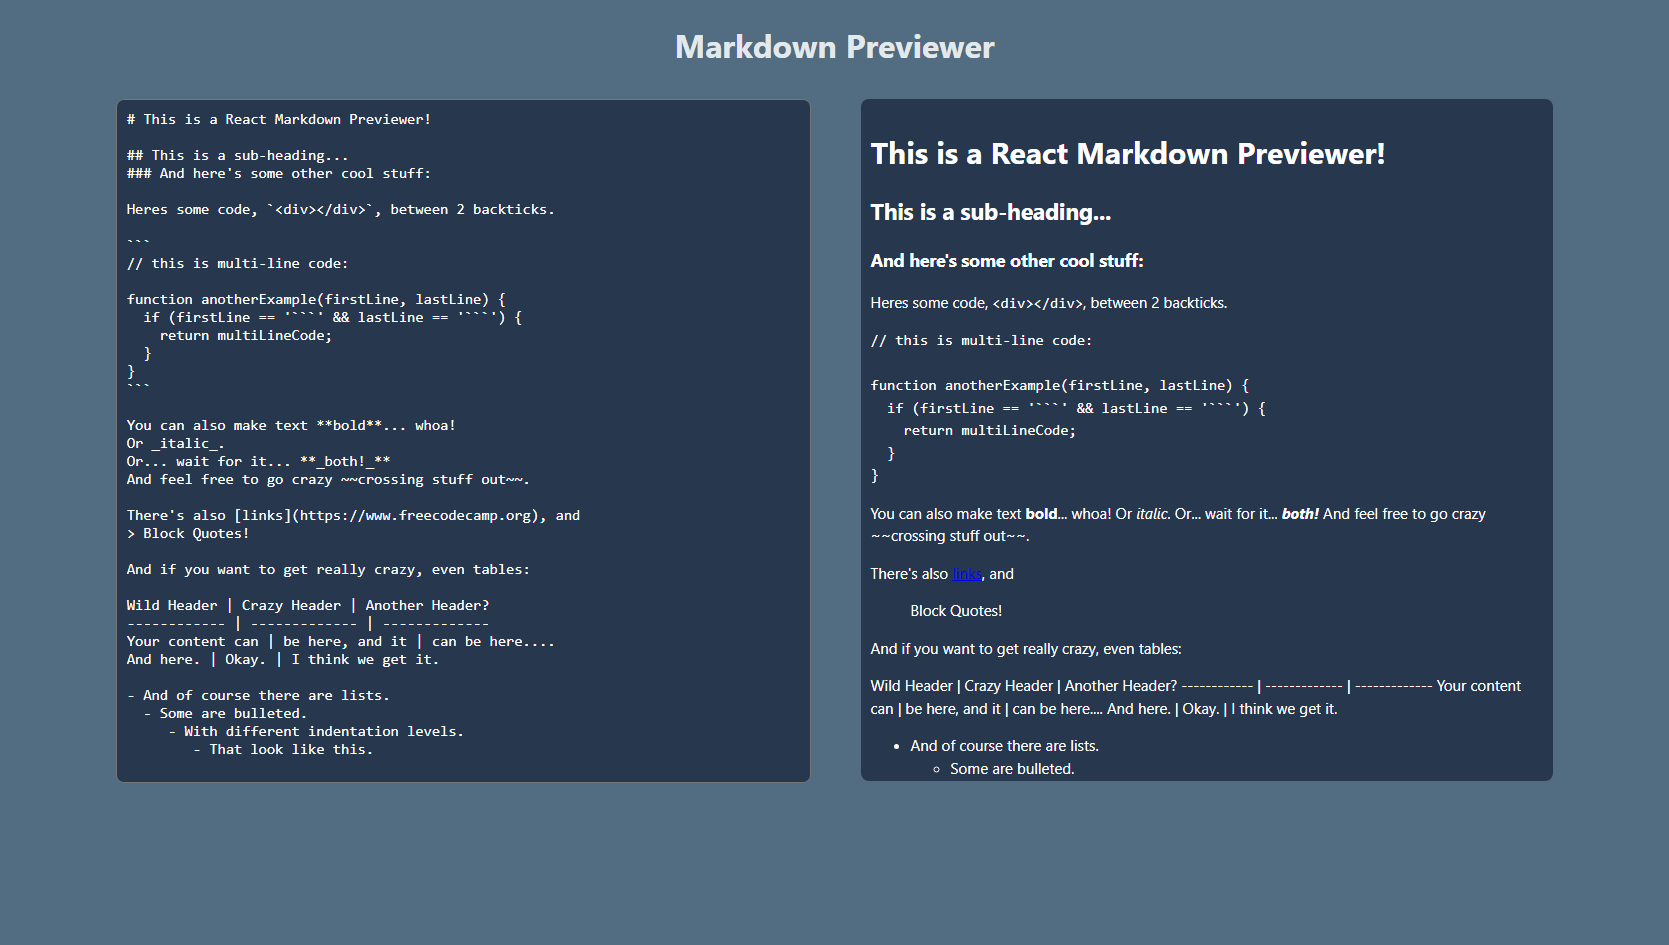 Markdown Previewer
# This is a React Markdown Previewer!
## This is a sub-heading...
### And here's some other cool stuff:
Heres some code, `<div></div>`, between 2 backticks.
```
// this is multi-line code:
function anotherExample(firstLine, lastLine) {
  if (firstLine == '```' && lastLine == '```') {
    return multiLineCode;
  }
}
```
You can also make text **bold**... whoa!
Or _italic_.
Or... wait for it... **_both!_**
And feel free to go crazy ~~crossing stuff out~~.
There's also [links](https://www.freecodecamp.org), and
> Block Quotes!
And if you want to get really crazy, even tables:
Wild Header | Crazy Header | Another Header?
------------ | ------------- | -------------
Your content can | be here, and it | can be here....
And here. | Okay. | I think we get it.
- And of course there are lists.
  - Some are bulleted.
     - With different indentation levels.
        - That look like this.
This is a React Markdown Previewer!
This is a sub-heading...
And here's some other cool stuff:
Heres some code, <div></div>, between 2 backticks.
// this is multi-line code:
function anotherExample(firstLine, lastLine) {
  if (firstLine == '```' && lastLine == '```') {
    return multiLineCode;
  }
}
You can also make text bold... whoa! Or italic. Or... wait for it... both! And feel free to go crazy
~~crossing stuff out~~.
There's also links, and
Block Quotes!
And if you want to get really crazy, even tables:
Wild Header | Crazy Header | Another Header? ------------ | ------------- | ------------- Your content
can | be here, and it | can be here.... And here. | Okay. | I think we get it.
• And of course there are lists.
◦ Some are bulleted.